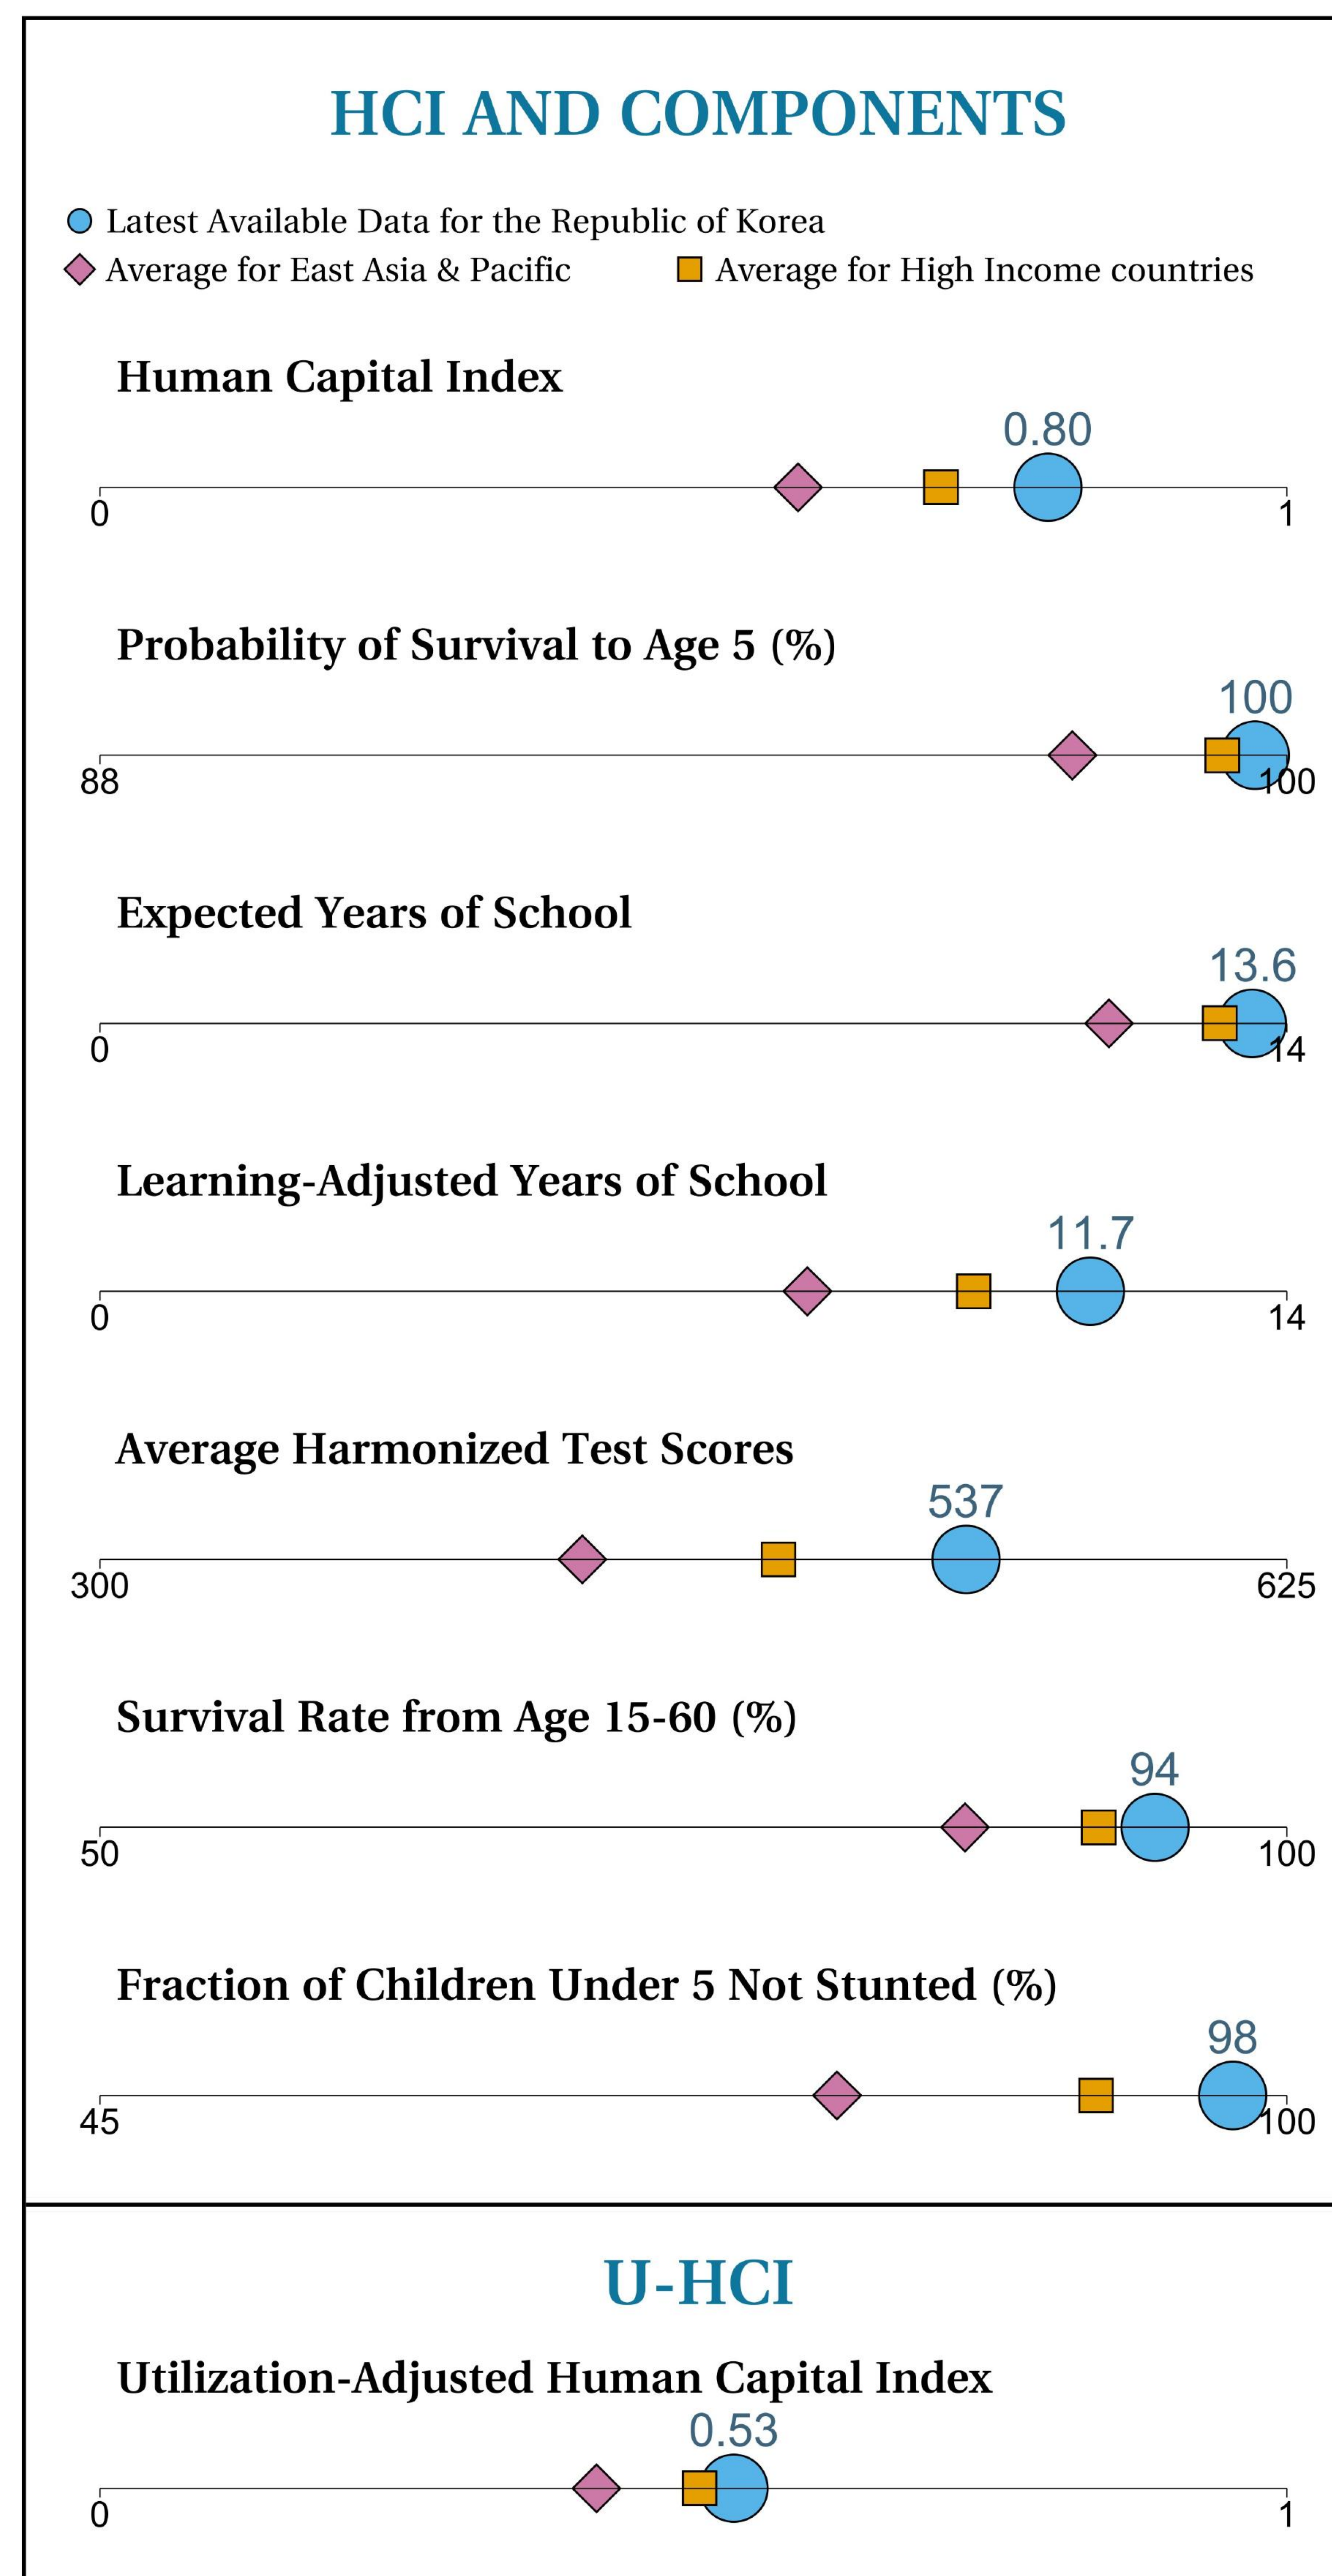 HCI AND COMPONENTS
Latest Available Data for the Republic of Korea
Average for East Asia & Pacific Average for High Income countries
Human Capital Index
0.80
0 1
Probability of Survival to Age 5 (%)
100
88 100
Expected Years of School
13.6
0 14
Learning-Adjusted Years of School
11.7
0 14
Average Harmonized Test Scores
537
300 625
Survival Rate from Age 15-60 (%)
94
50 100
Fraction of Children Under 5 Not Stunted (%)
98
45 100
U-HCI
Utilization-Adjusted Human Capital Index
0.53
0 1